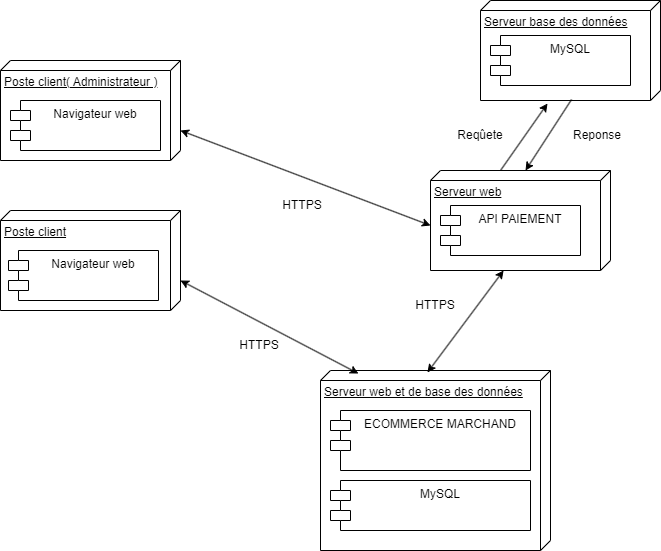 Serveur base des données
MySQL
Poste client( Administrateur )
Navigateur web
Reqûete
Reponse
HTTPS
Serveur web
API PAIEMENT
Poste client
Navigateur web
HTTPS
HTTPS
Serveur web et de base des données
ECOMMERCE MARCHAND
MySQL